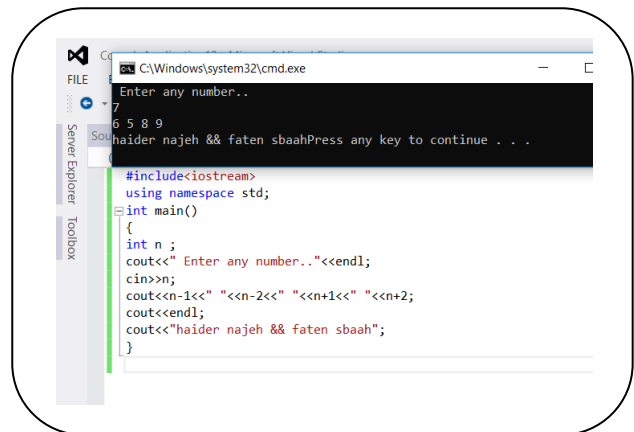 C:\Windows\system32\cmd.exe
FILE
Enter any number..
7
6 5 8 9
haider najeh && faten sbaahPress any key to continue . . .
Server Explorer
Toolbox
#include<iostream>
using namespace std;
int main()
{
int n ;
cout<<" Enter any number.."<<endl;
cin>>n;
cout<<n-1<<" "<<n-2<<" "<<n+1<<" "<<n+2;
cout<<endl;
cout<<"haider najeh && faten sbaah";
}